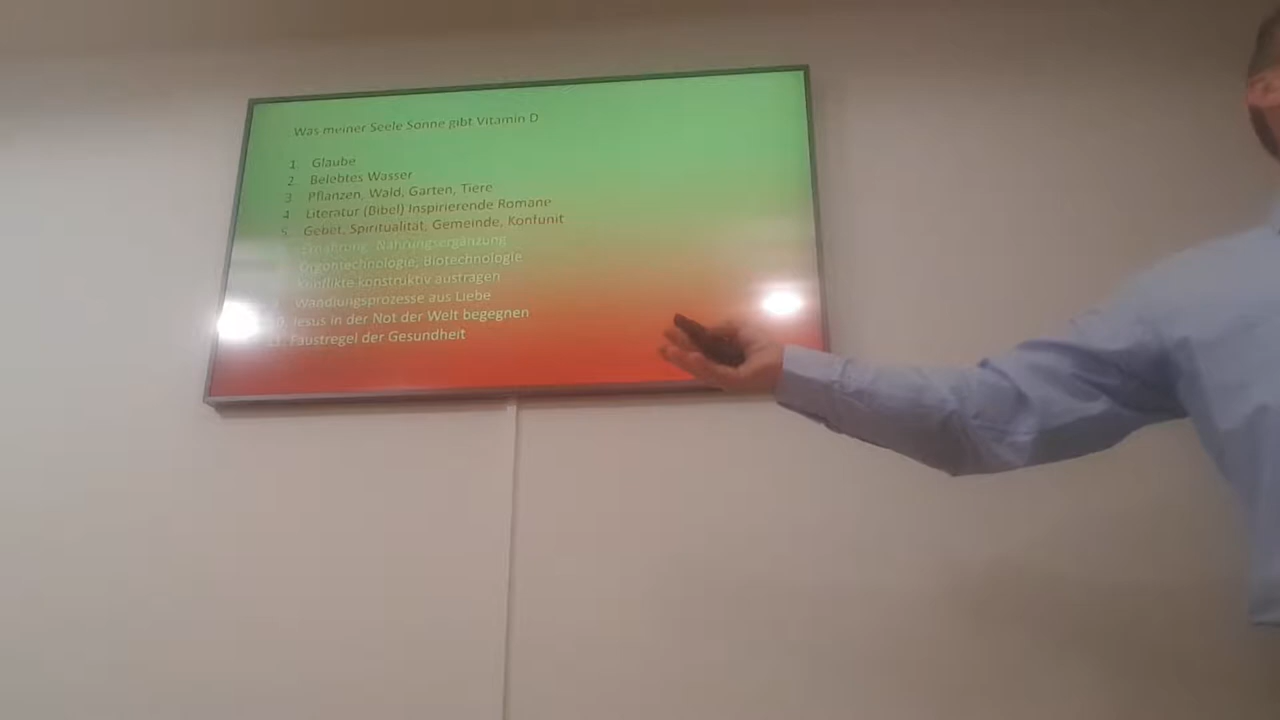 Was meiner Seele Sonne gibt Vitamin D
1 Glaube
2 Belebtes Wasser
3 Pflanzen, Wald, Garten, Tiere
4 Literatur (Bibel) Inspirierende Romane
5. Gebet, Spiritualität, Gemeinde, Konfunit
Ernährung, Nahrungsergänzung
Orgontechnologie, Biotechnologie
Konflikte konstruktiv austragen
Wandlungsprozesse aus Liebe
Jesus in der Not der Welt begegnen
11. Faustregel der Gesundheit